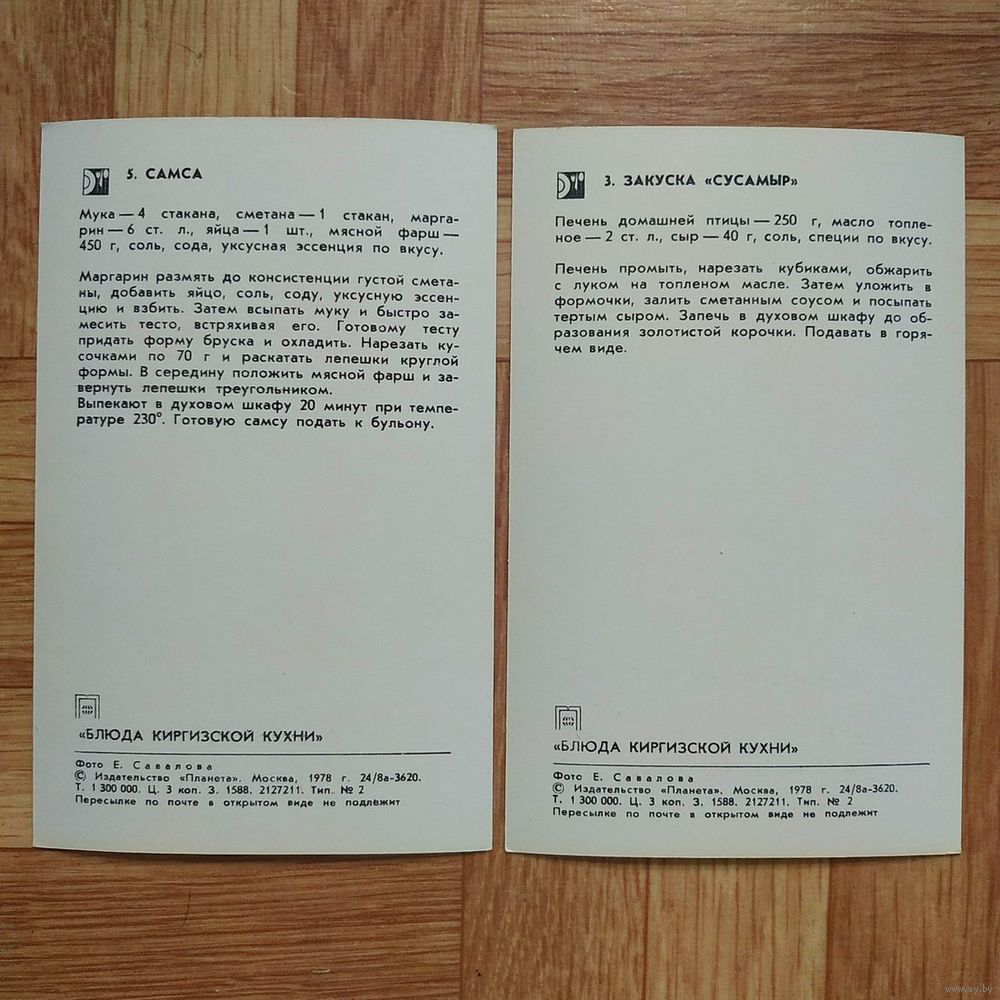 5. САМСА
Мука — 4 стакана, сметана — 1 стакан, марга-
рин — 6 ст. л., яйца — 1 шт., мясной фарш —
450 г, соль, сода, уксусная эссенция по вкусу.
Маргарин размять до консистенции густой смета-
ны, добавить яйцо, соль, соду, уксусную эссен-
цию и взбить. Затем всыпать муку и быстро за-
месить тесто, встряхивая его. Готовому тесту
придать форму бруска и охладить. Нарезать ку-
сочками по 70 г и раскатать лепешки круглой
формы. В середину положить мясной фарш и за-
вернуть лепешки треугольником.
Выпекают в духовом шкафу 20 минут при темпе-
ратуре 230°. Готовую самсу подать к бульону.
«БЛЮДА КИРГИЗСКОЙ КУХНИ»
Фото Е. Савалова
© Издательство «Планета». Москва, 1978 г. 24/8а-3620.
Т. 1 300 000. Ц. 3 коп. З. 1588. 2127211. Тип. № 2
Пересылке по почте в открытом виде не подлежит
3. ЗАКУСКА «СУСАМЫР»
Печень домашней птицы — 250 г, масло топле-
ное — 2 ст. л., сыр — 40 г, соль, специи по вкусу.
Печень промыть, нарезать кубиками, обжарить
с луком на топленом масле. Затем уложить в
формочки, залить сметанным соусом и посыпать
тертым сыром. Запечь в духовом шкафу до об-
разования золотистой корочки. Подавать в горя-
чем виде.
«БЛЮДА КИРГИЗСКОЙ КУХНИ»
Фото Е. Савалова
© Издательство «Планета». Москва, 1978 г. 24/8а-3620.
Т. 1 300 000. Ц. 3 коп. З. 1588. 2127211. Тип. № 2
Пересылке по почте в открытом виде не подлежит
www.ay.by